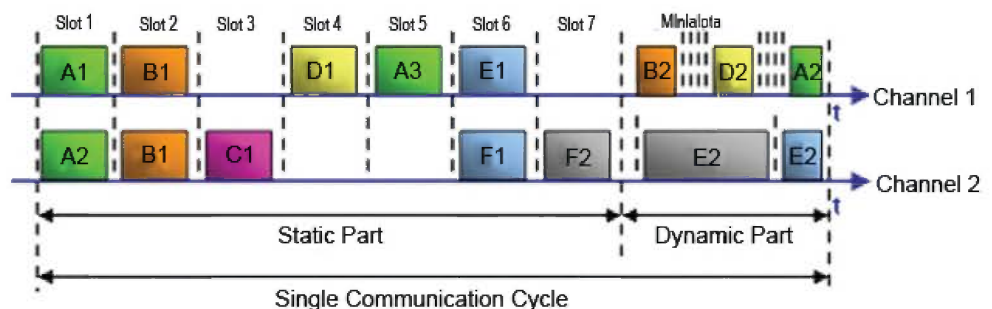 Slot 1 Slot 2 Slot 3 Slot 4 Slot 5 Slot 6 Slot 7 Minialpta
A1 B1 D1 A3 E1 B2 D2 A2
Channel 1
t
A2 B1 C1 F1 F2 E2 E2
Channel 2
t
Static Part Dynamic Part
Single Communication Cycle